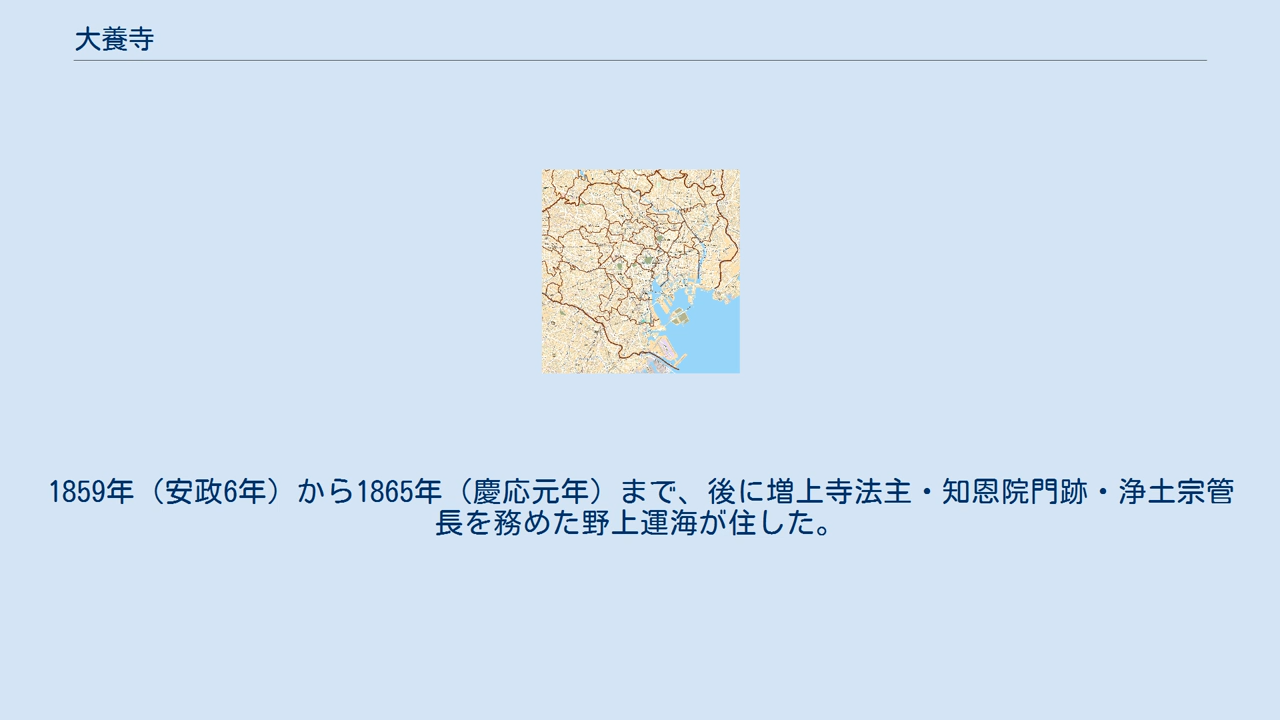 大養寺
1859年（安政6年）から1865年（慶応元年）まで、後に増上寺法主・知恩院門跡・浄土宗管
長を務めた野上運海が住した。